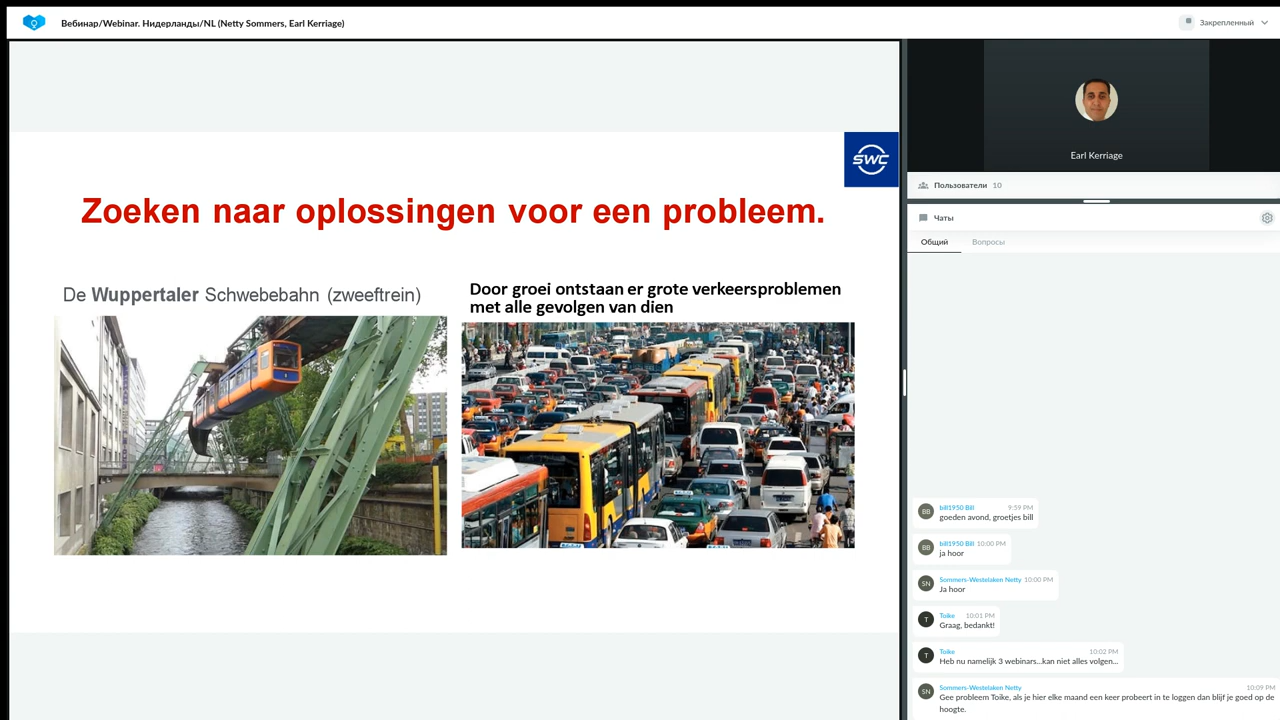 Вебинар/Webinar. Нидерланды/NL (Netty Sommers, Earl Kerriage)
Закрепленный
SWC
Zoeken naar oplossingen voor een probleem.
De Wuppertaler Schwebebahn (zweeftrein)
Door groei ontstaan er grote verkeersproblemen
met alle gevolgen van dien
Earl Kerriage
Пользователи 10
Чаты
Общий Вопросы
BB
bill1950 Bill 9:59 PM
goeden avond, groetjes bill
BB
bill1950 Bill 10:00 PM
ja hoor
SN
Sommers-Westelaken Netty 10:00 PM
Ja hoor
T
Toike 10:01 PM
Graag, bedankt!
T
Toike 10:02 PM
Heb nu namelijk 3 webinars...kan niet alles volgen...
SN
Sommers-Westelaken Netty 10:09 PM
Gee probleem Toike, als je hier elke maand een keer probeert in te loggen dan blijf je goed op de
hoogte.